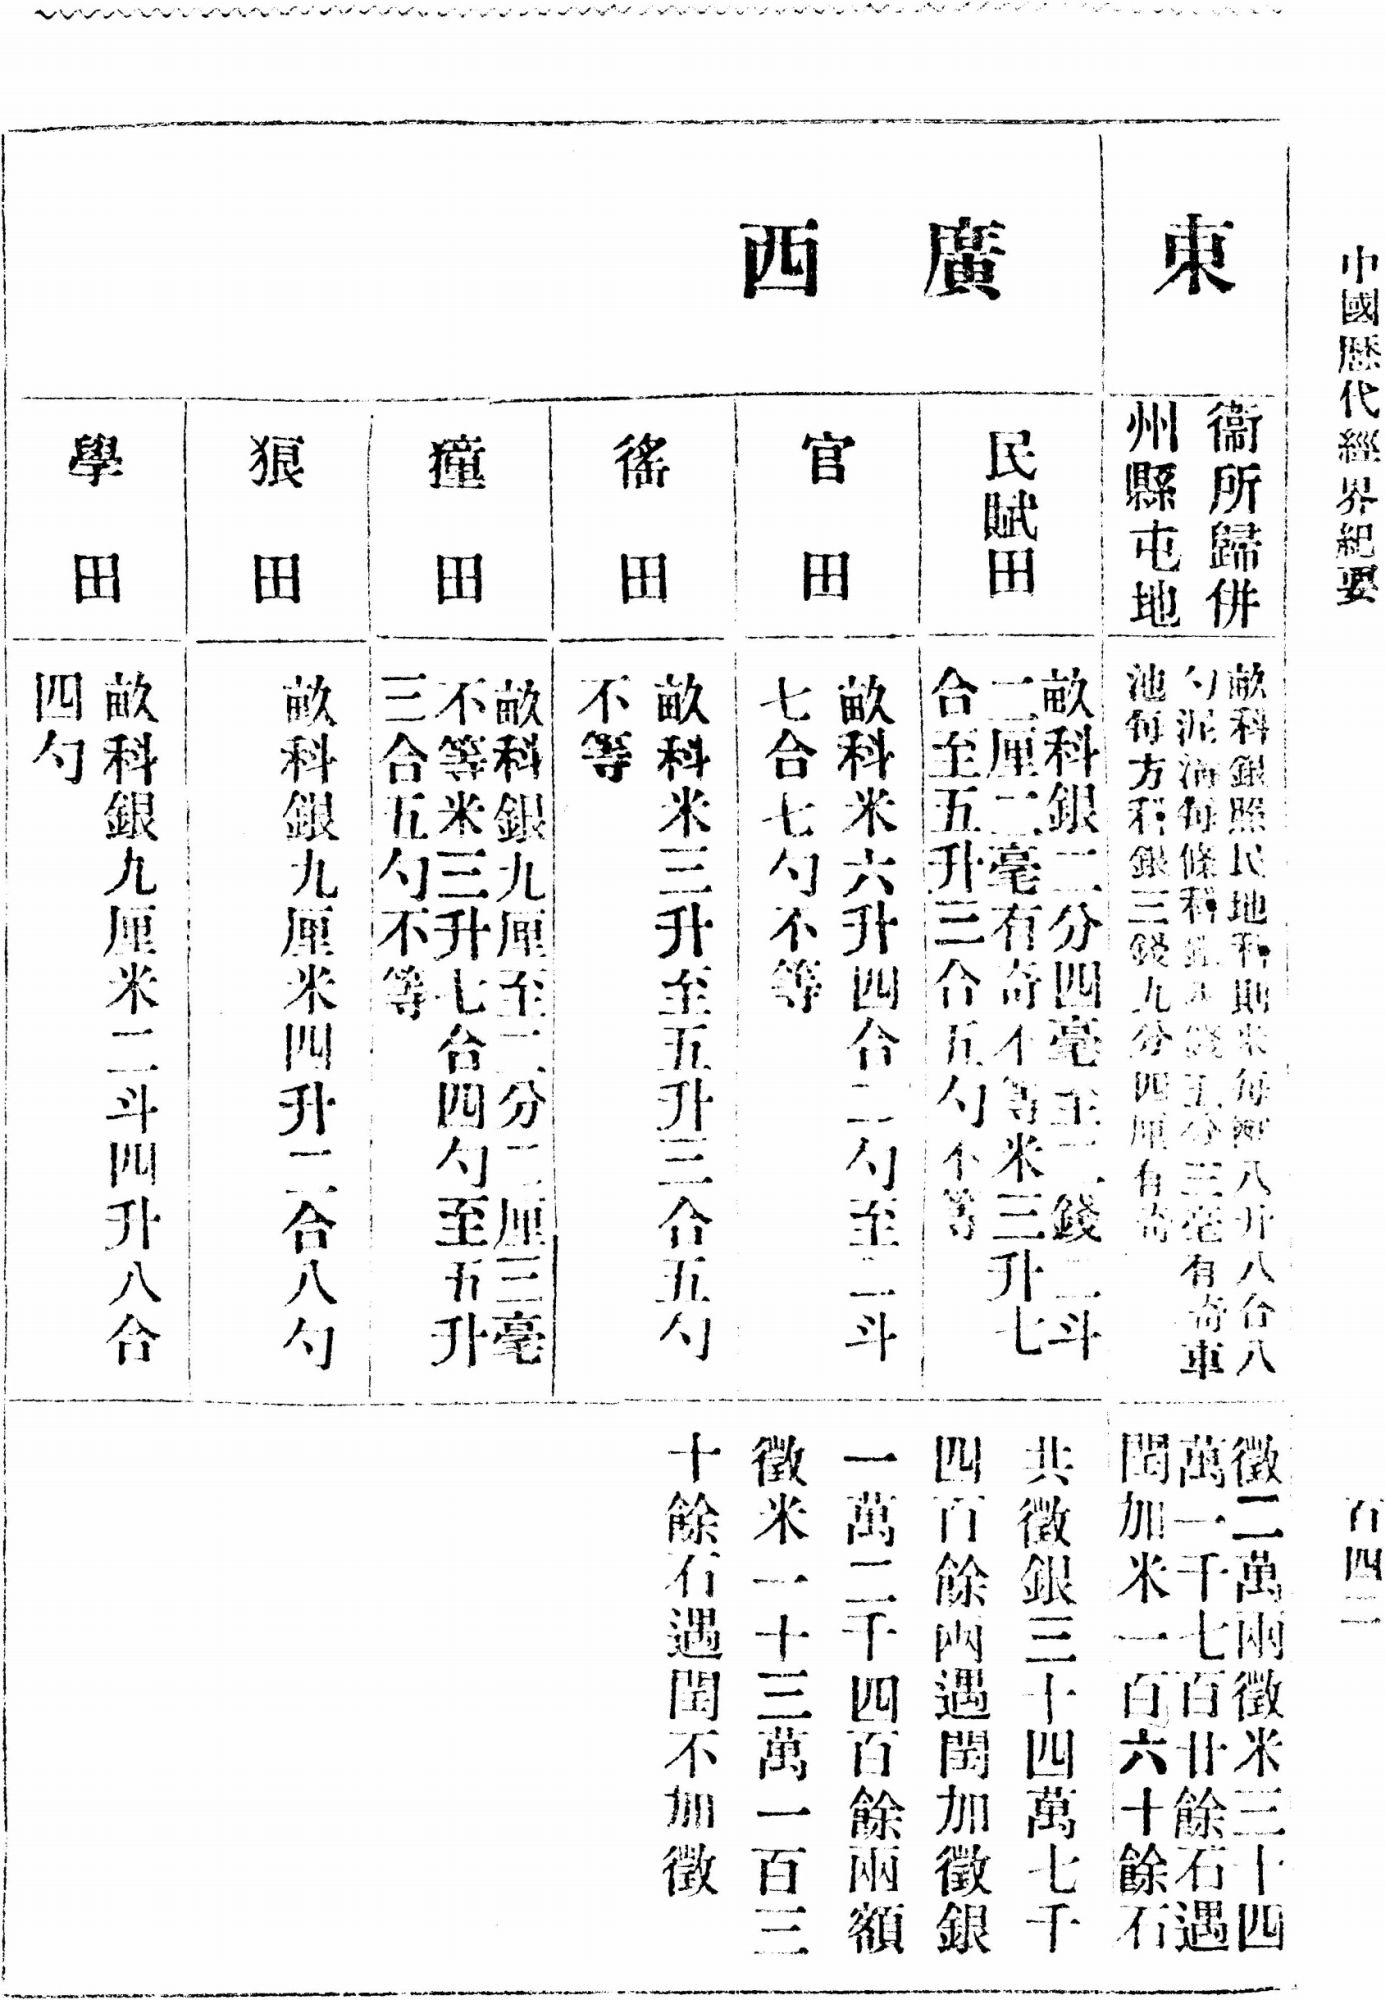 中國歷代經界紀要
百四二
東
衞所歸併
州縣屯地
畝科銀照民地科則米每畝八升八合八
勺泥溝每條科銀八錢五分三毫有奇車
池每方科銀三錢九分四厘有奇
徵二萬兩徵米三十四
萬一千七百廿餘石遇
閏加米一百六十餘石
廣西
民賦田
畝科銀二分四毫至二錢二斗
二厘二毫有奇不等米三升七
合至五升三合五勺不等
官田
畝科米六升四合二勺至二斗
七合七勺不等
徭田
畝科米三升至五升三合五勺
不等
獞田
畝科銀九厘至二分二厘三毫
不等米三升七合四勺至五升
三合五勺不等
狼田
畝科銀九厘米四升二合八勺
學田
畝科銀九厘米二斗四升八合
四勺
共徵銀三十四萬七千
四百餘兩遇閏加徵銀
一萬二千四百餘兩額
徵米一十三萬一百三
十餘石遇閏不加徵